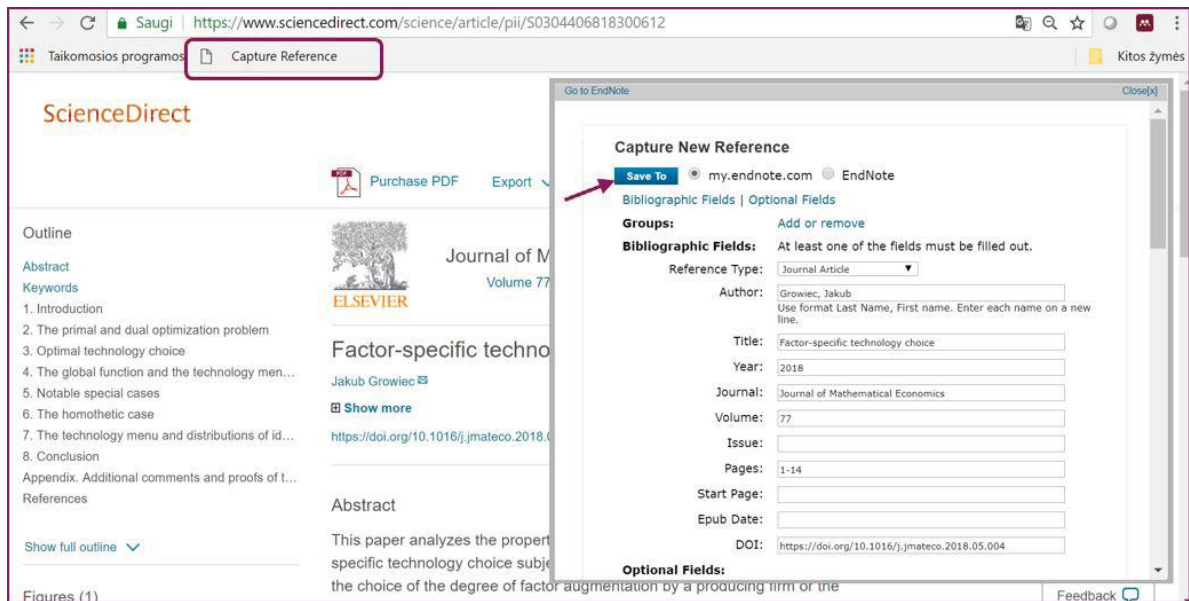 Saugi https://www.sciencedirect.com/science/article/pii/S0304406818300612
Taikomosios programos Capture Reference Kitos žymės
ScienceDirect
Purchase PDF Export
Outline
Abstract
Keywords
1. Introduction
2. The primal and dual optimization problem
3. Optimal technology choice
4. The global function and the technology men...
5. Notable special cases
6. The homothetic case
7. The technology menu and distributions of id...
8. Conclusion
Appendix. Additional comments and proofs of t...
References
Show full outline
Figures (1)
ELSEVIER
Journal of M
Volume 77
Factor-specific techno
Jakub Growiec
Show more
https://doi.org/10.1016/j.jmateco.2018.0
Abstract
This paper analyzes the propert
specific technology choice subje
the choice of the degree of factor augmentation by a producing firm or the
Go to EndNote Close[x]
Capture New Reference
Save To my.endnote.com EndNote
Bibliographic Fields | Optional Fields
Groups: Add or remove
Bibliographic Fields: At least one of the fields must be filled out.
Reference Type: Journal Article
Author: Growiec, Jakub
Use format Last Name, First name. Enter each name on a new
line.
Title: Factor-specific technology choice
Year: 2018
Journal: Journal of Mathematical Economics
Volume: 77
Issue:
Pages: 1-14
Start Page:
Epub Date:
DOI: https://doi.org/10.1016/j.jmateco.2018.05.004
Optional Fields:
Feedback